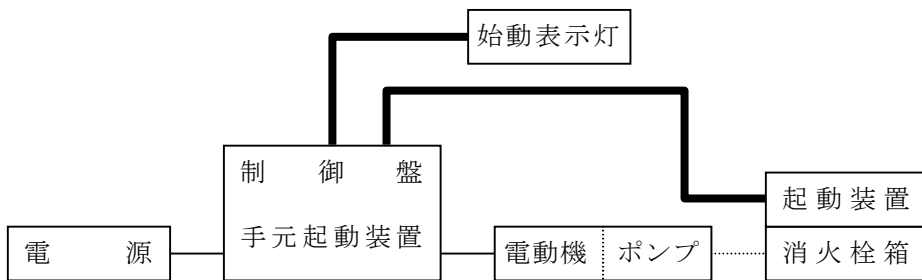 始動表示灯
制御盤
起動装置
手元起動装置
電源
電動機
ポンプ
消火栓箱